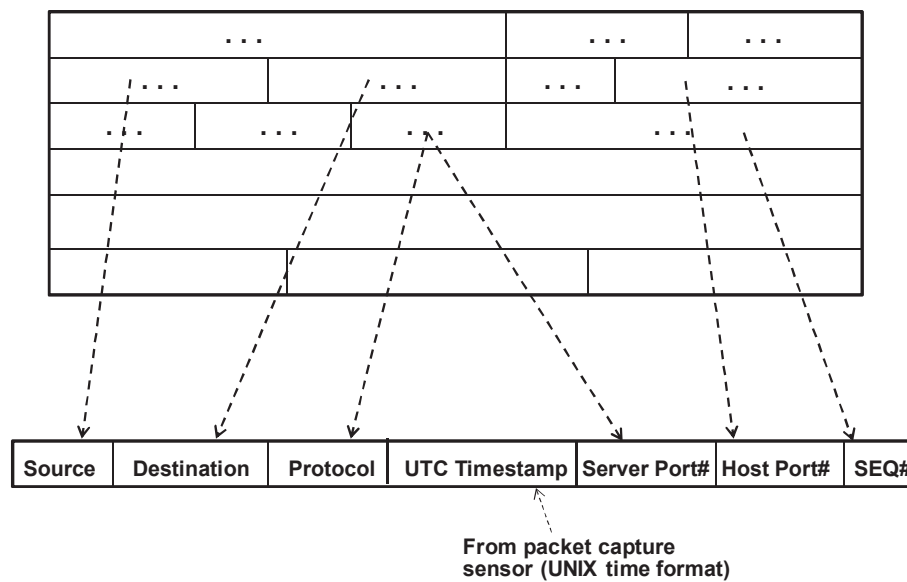 . . . . . . . . .
. . . . . . . . . . . .
. . . . . . . . . . . .
Source Destination Protocol UTC Timestamp Server Port# Host Port# SEQ#
From packet capture
sensor (UNIX time format)